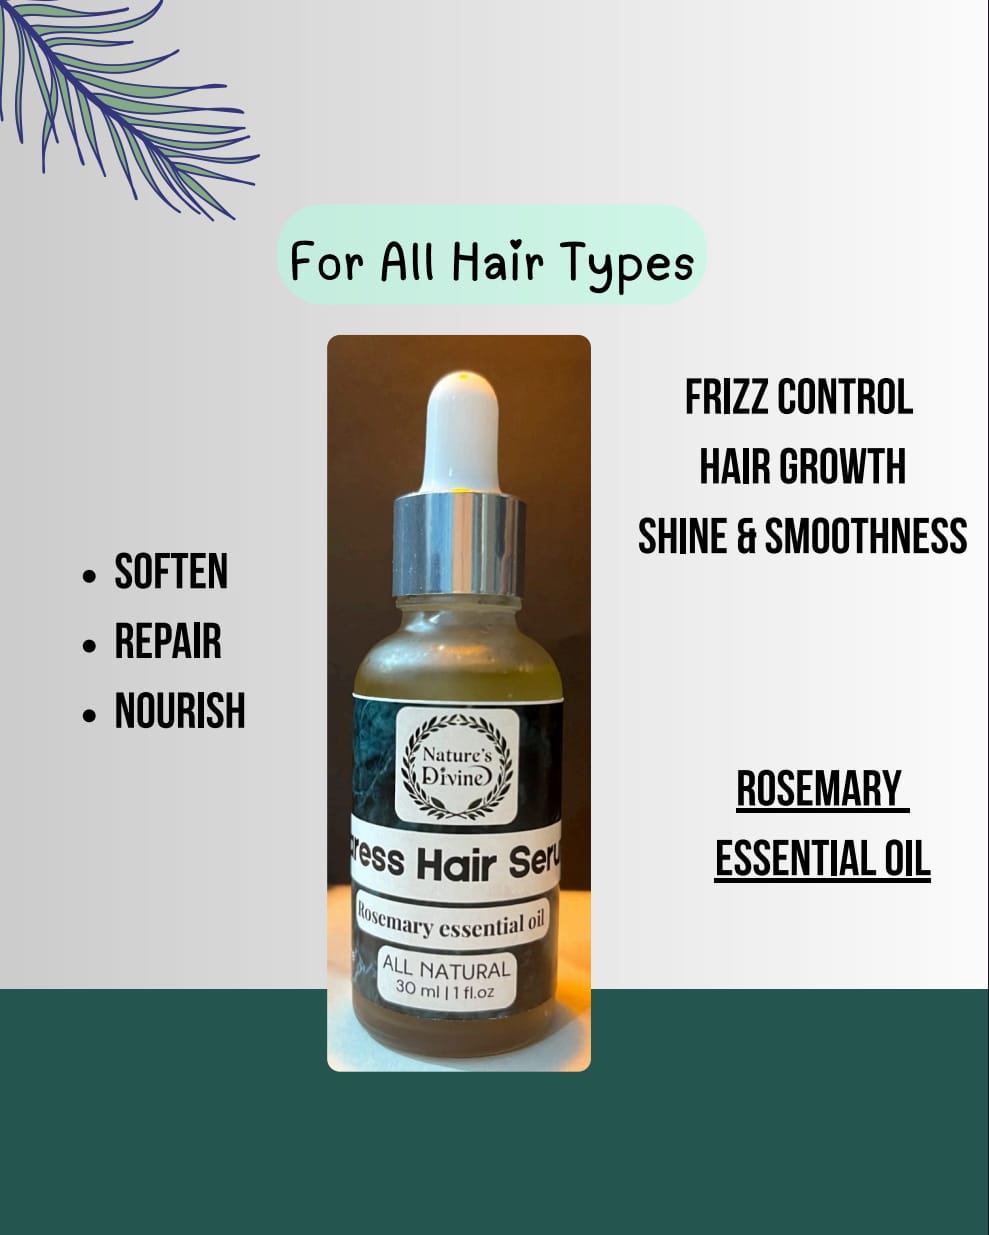 For All Hair Types
FRIZZ CONTROL
HAIR GROWTH
SHINE & SMOOTHNESS
• SOFTEN
• REPAIR
• NOURISH
Nature's
Divine
Hair
Rosemary essential oil
ALL NATURAL
30 ml | 1 fl.oz
ROSEMARY
ESSENTIAL OIL